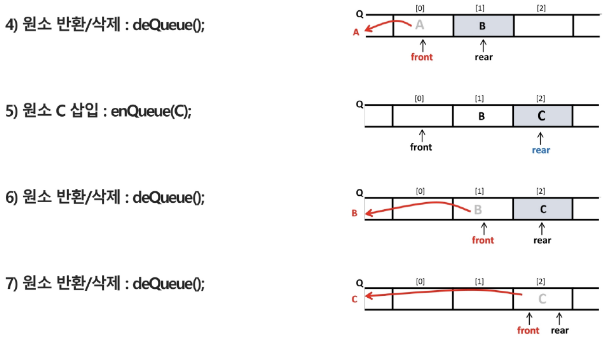 4) 원소 반환/삭제 : deQueue();
Q [0] [1] [2]
A A B
front rear
5) 원소 C 삽입 : enQueue(C);
Q [0] [1] [2]
B C
front rear
6) 원소 반환/삭제 : deQueue();
Q [0] [1] [2]
B B C
front rear
7) 원소 반환/삭제 : deQueue();
Q [0] [1] [2]
C C
front rear